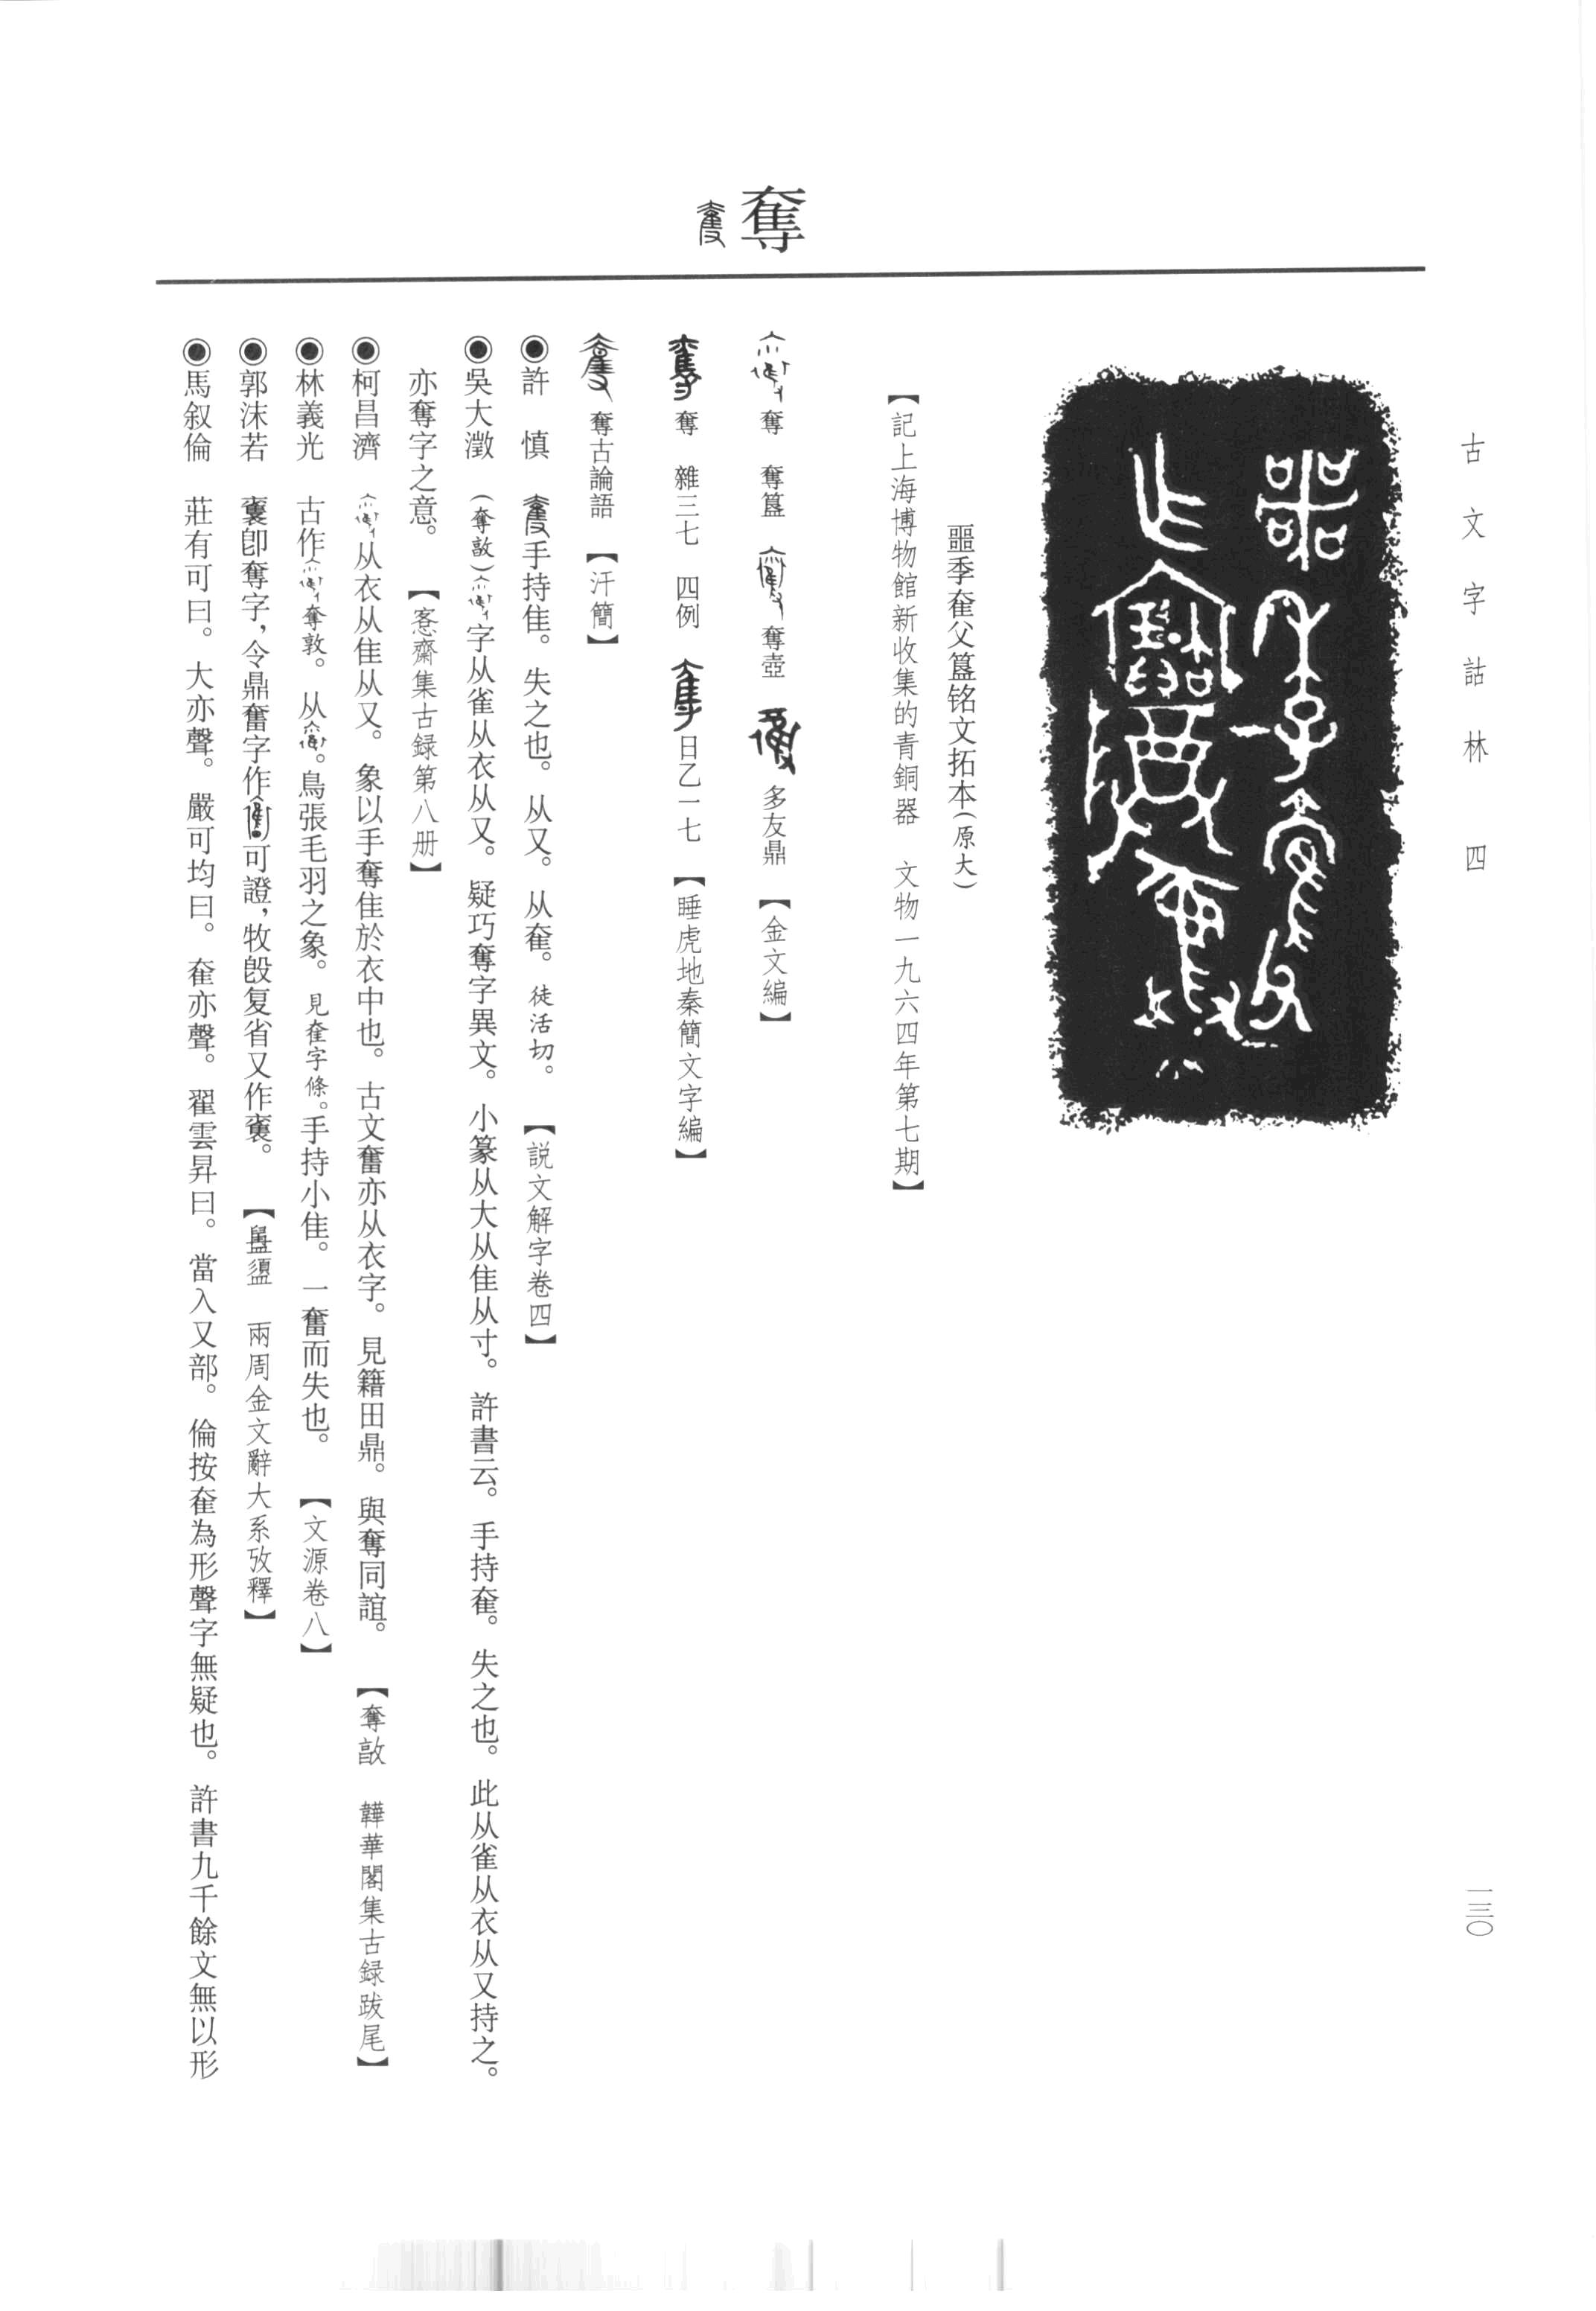 古文字詁林 四
一三〇
噩季奞父簋铭文拓本(原大)
【記上海博物館新收集的青銅器 文物一九六四年第七期】
奪
奪 奪簋 奪壺 多友鼎 【金文編】
奪 雜三七 四例 日乙一七 【睡虎地秦簡文字編】
奪古論語 【汗簡】
◉許 慎 手持隹。失之也。从又。从奞。徒活切。 【説文解字卷四】
◉吳大澂 (奪敦)字从雀从衣从又。疑巧奪字異文。小篆从大从隹从寸。許書云。手持奞。失之也。此从雀从衣从又持之。
亦奪字之意。 【愙齋集古録第八册】
◉柯昌濟 从衣从隹从又。象以手奪隹於衣中也。古文奮亦从衣字。見籍田鼎。與奪同誼。 【奪敦 韡華閣集古録跋尾】
◉林義光 古作奪敦。从。鳥張毛羽之象。見奞字條。手持小隹。一奮而失也。 【文源卷八】
◉郭沫若 即奪字,令鼎奮字作可證,牧𣪘复省又作。 【盨 兩周金文辭大系攷釋】
◉馬叙倫 莊有可曰。大亦聲。嚴可均曰。奞亦聲。翟雲昇曰。當入又部。倫按奞為形聲字無疑也。許書九千餘文無以形